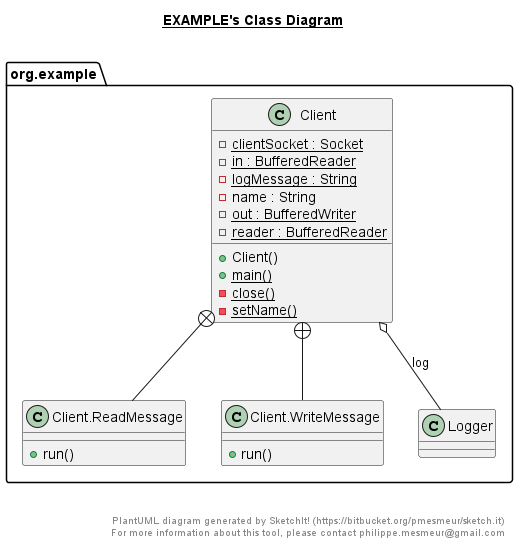 EXAMPLE's Class Diagram
org.example
C Client
clientSocket : Socket
in : BufferedReader
logMessage : String
name : String
out : BufferedWriter
reader : BufferedReader
Client()
main()
close()
setName()
log
C Client.ReadMessage
run()
C Client.WriteMessage
run()
C Logger
PlantUML diagram generated by SketchIt! (https://bitbucket.org/pmesmeur/sketch.it)
For more information about this tool, please contact philippe.mesmeur@gmail.com